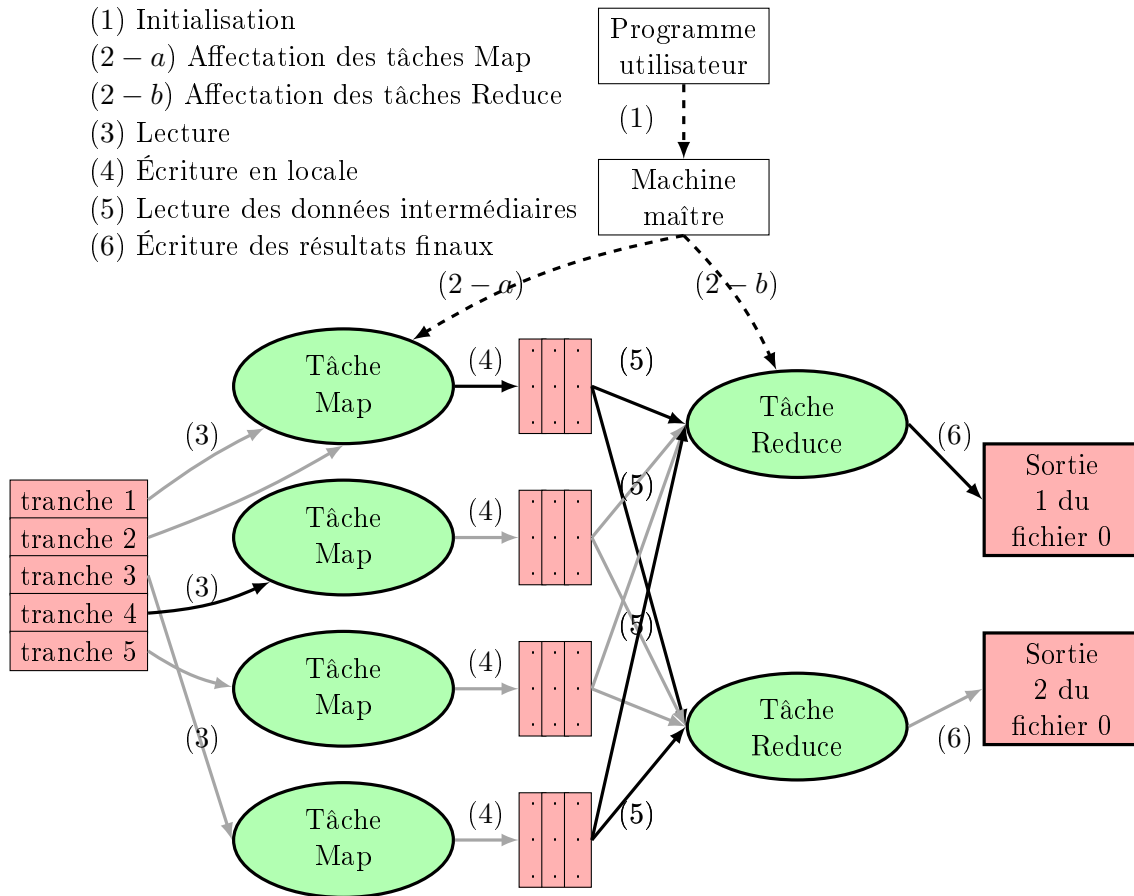 (1) Initialisation
(2 − a) Affectation des tâches Map
(2 − b) Affectation des tâches Reduce
(3) Lecture
(4) Écriture en locale
(5) Lecture des données intermédiaires
(6) Écriture des résultats finaux
Programme
utilisateur
(1)
Machine
maître
(2 − a)
(2 − b)
Tâche
Map
(4)
(5)
Tâche
Reduce
(6)
Sortie
1 du
fichier 0
(3)
tranche 1
tranche 2
tranche 3
tranche 4
tranche 5
Tâche
Map
(4)
(5)
(3)
(5)
Tâche
Map
(4)
(3)
Tâche
Reduce
(6)
Sortie
2 du
fichier 0
Tâche
Map
(4)
(5)